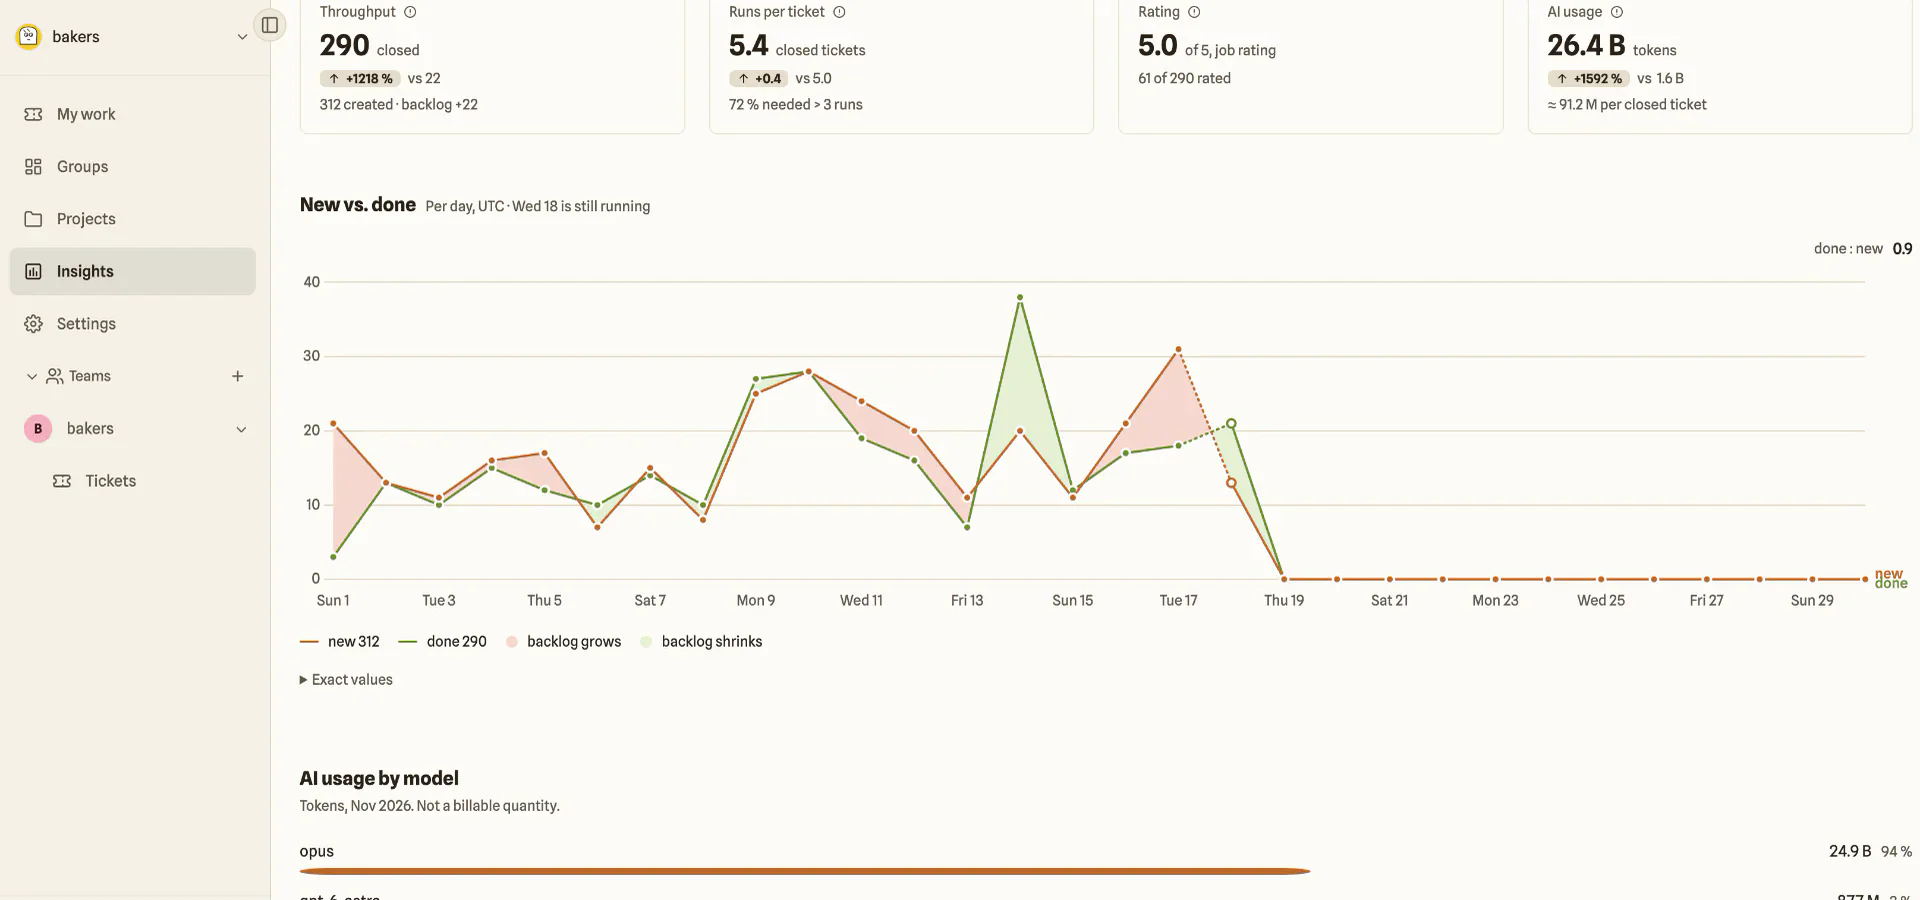 bakers
My work
Groups
Projects
Insights
Settings
Teams
B bakers
Tickets
Throughput
290 closed
+1218 % vs 22
312 created · backlog +22
Runs per ticket
5.4 closed tickets
+0.4 vs 5.0
72 % needed > 3 runs
Rating
5.0 of 5, job rating
61 of 290 rated
AI usage
26.4 B tokens
+1592 % vs 1.6 B
≈ 91.2 M per closed ticket
New vs. done Per day, UTC · Wed 18 is still running
done : new 0.9
40
30
20
10
0
Sun 1 Tue 3 Thu 5 Sat 7 Mon 9 Wed 11 Fri 13 Sun 15 Tue 17 Thu 19 Sat 21 Mon 23 Wed 25 Fri 27 Sun 29
new
done
new 312 done 290 backlog grows backlog shrinks
Exact values
AI usage by model
Tokens, Nov 2026. Not a billable quantity.
opus 24.9 B 94 %